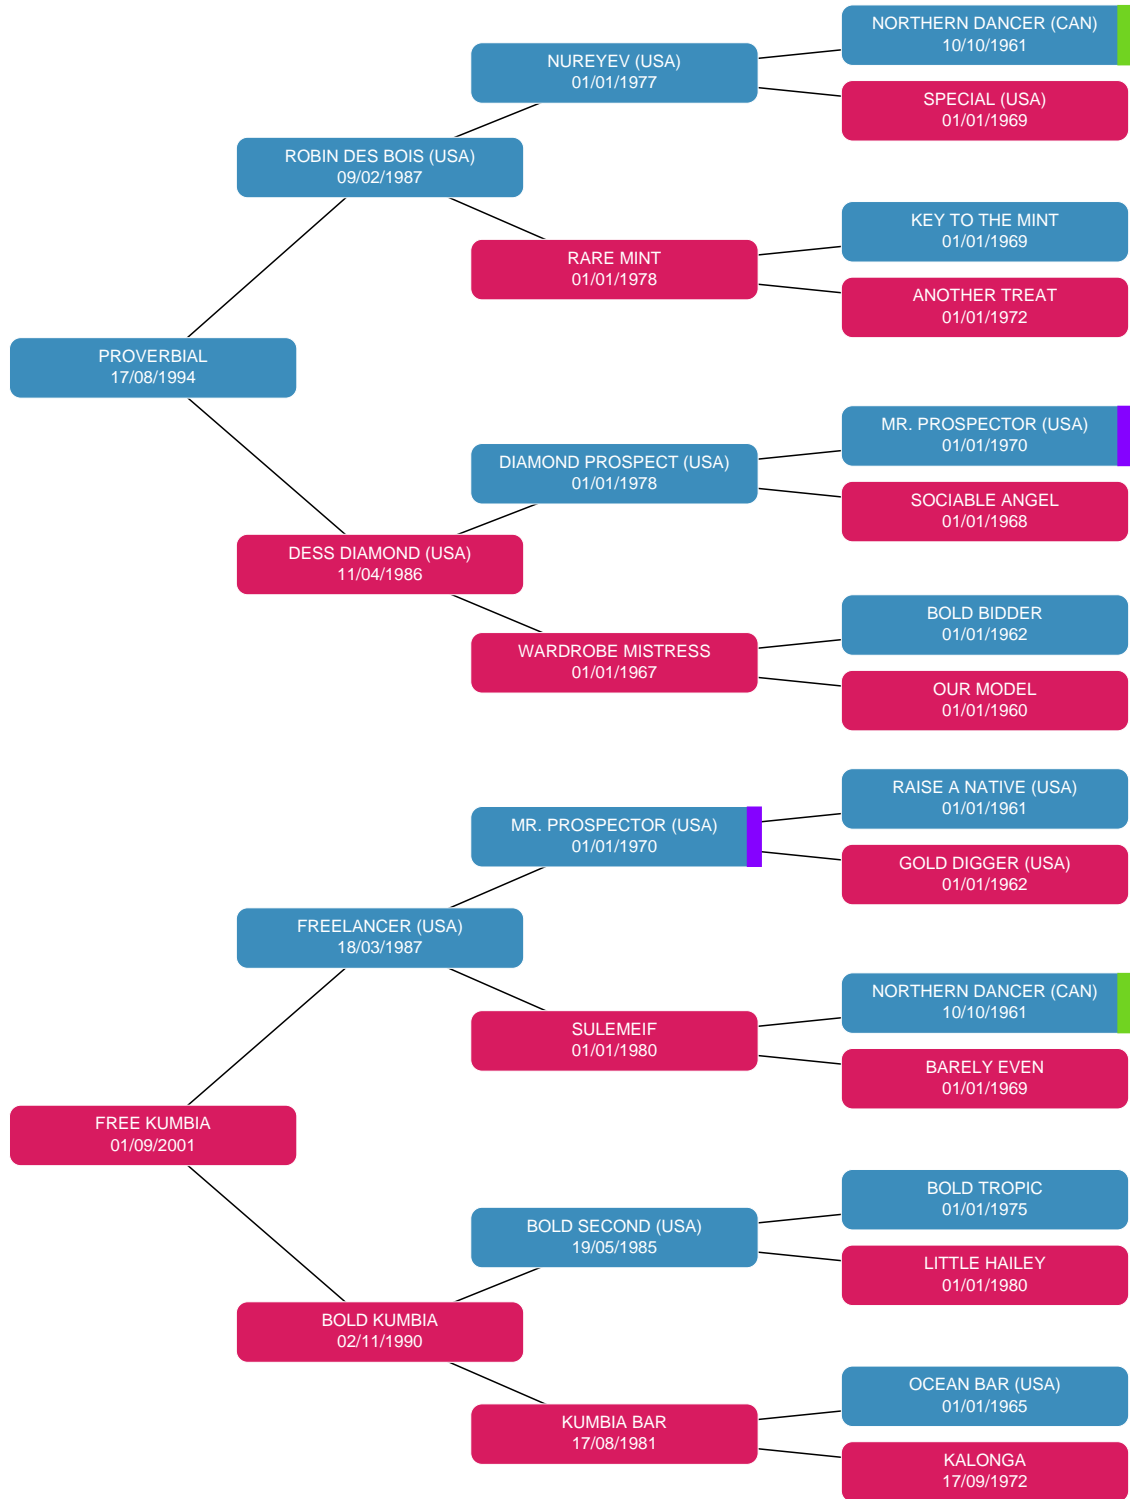 NORTHERN DANCER (CAN)
10/10/1961
NUREYEV (USA)
01/01/1977
SPECIAL (USA)
01/01/1969
ROBIN DES BOIS (USA)
09/02/1987
KEY TO THE MINT
01/01/1969
RARE MINT
01/01/1978
ANOTHER TREAT
01/01/1972
PROVERBIAL
17/08/1994
MR. PROSPECTOR (USA)
01/01/1970
DIAMOND PROSPECT (USA)
01/01/1978
SOCIABLE ANGEL
01/01/1968
DESS DIAMOND (USA)
11/04/1986
BOLD BIDDER
01/01/1962
WARDROBE MISTRESS
01/01/1967
OUR MODEL
01/01/1960
RAISE A NATIVE (USA)
01/01/1961
MR. PROSPECTOR (USA)
01/01/1970
GOLD DIGGER (USA)
01/01/1962
FREELANCER (USA)
18/03/1987
NORTHERN DANCER (CAN)
10/10/1961
SULEMEIF
01/01/1980
BARELY EVEN
01/01/1969
FREE KUMBIA
01/09/2001
BOLD TROPIC
01/01/1975
BOLD SECOND (USA)
19/05/1985
LITTLE HAILEY
01/01/1980
BOLD KUMBIA
02/11/1990
OCEAN BAR (USA)
01/01/1965
KUMBIA BAR
17/08/1981
KALONGA
17/09/1972